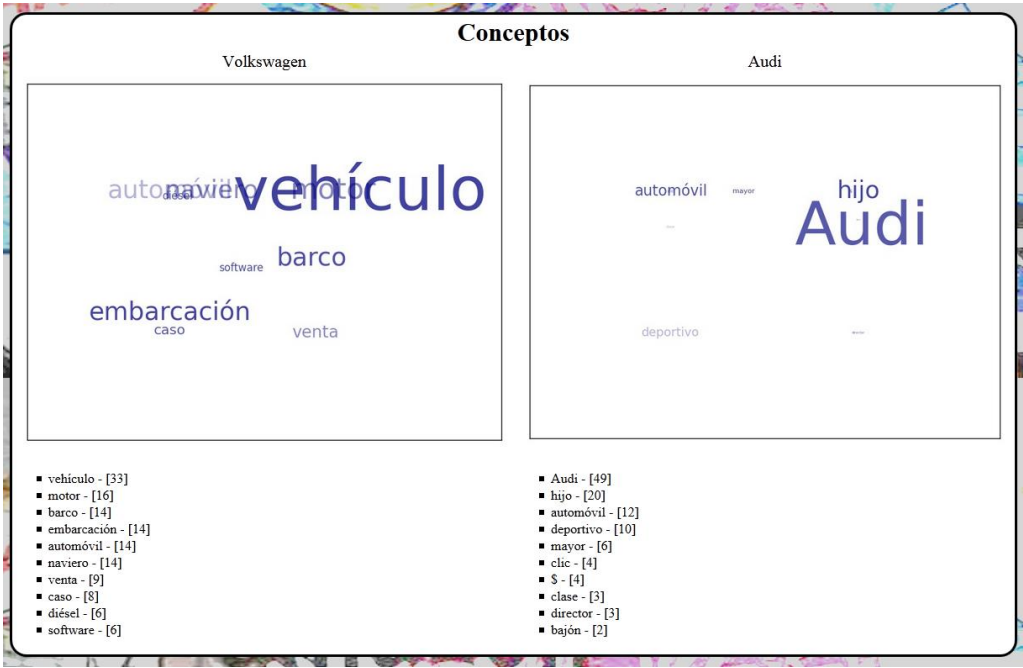 Conceptos
Volkswagen
automóvil
naviero
diésel
motor
vehículo
software
barco
embarcación
caso
venta
vehículo - [33]
motor - [16]
barco - [14]
embarcación - [14]
automóvil - [14]
naviero - [14]
venta - [9]
caso - [8]
diésel - [6]
software - [6]
Audi
automóvil
mayor
hijo
Audi
deportivo
Audi - [49]
hijo - [20]
automóvil - [12]
deportivo - [10]
mayor - [6]
clic - [4]
$ - [4]
clase - [3]
director - [3]
bajón - [2]